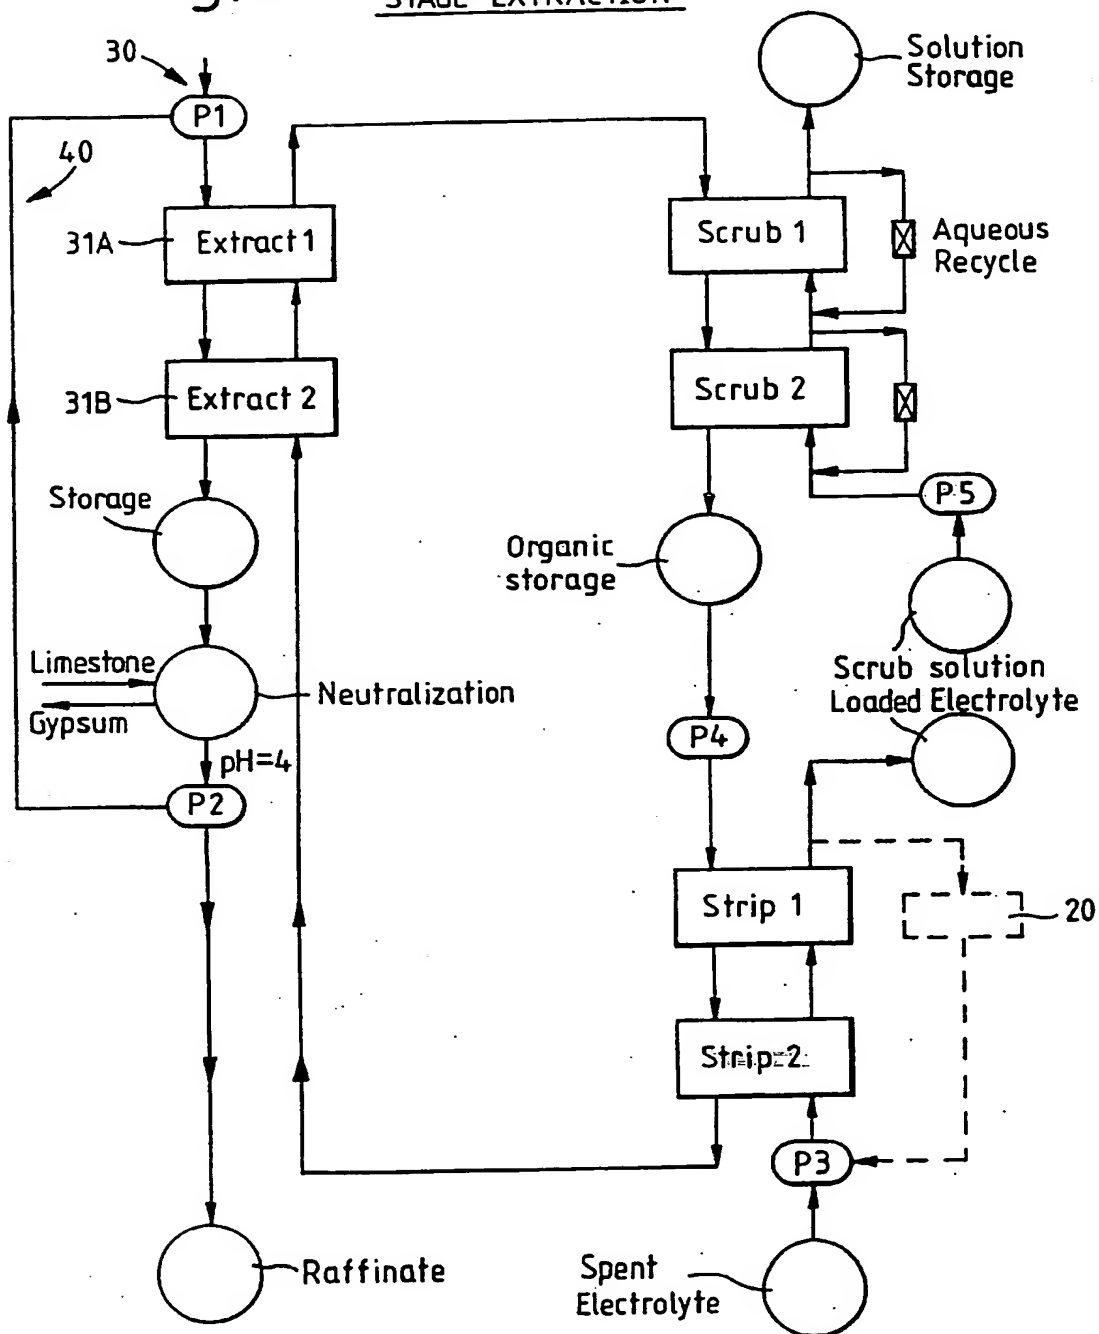 STAGE EXTRACTION
30
P1
40
31A
Extract 1
31B
Extract 2
Storage
Limestone
Gypsum
Neutralization
pH=4
P2
Raffinate
Solution
Storage
Scrub 1
Aqueous
Recycle
Scrub 2
P5
Organic
storage
Scrub solution
Loaded Electrolyte
P4
Strip 1
20
Strip 2
P3
Spent
Electrolyte